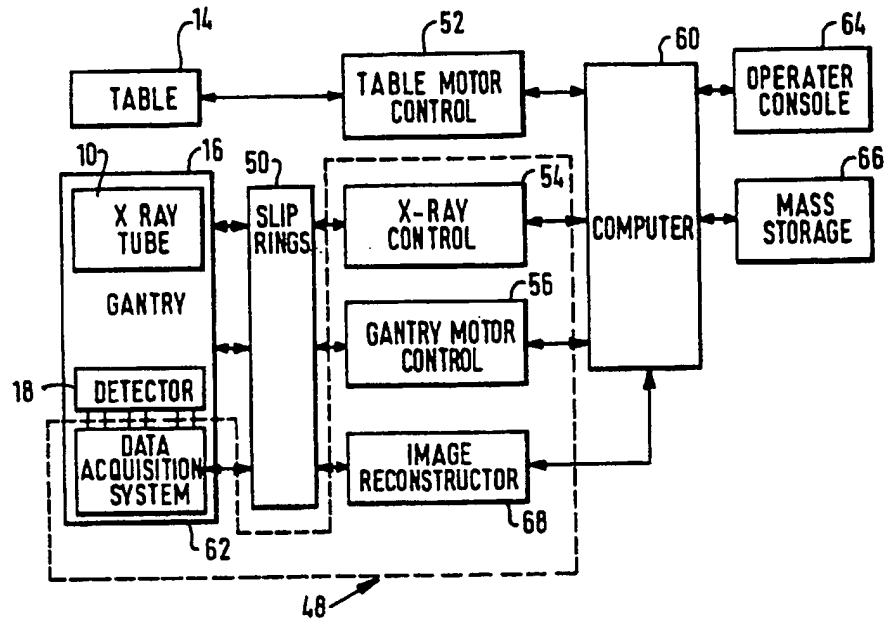 14
52
60
64
TABLE
TABLE MOTOR
CONTROL
OPERATER
CONSOLE
10
16
50
54
66
X RAY
TUBE
SLIP
RINGS
X-RAY
CONTROL
COMPUTER
MASS
STORAGE
GANTRY
56
GANTRY MOTOR
CONTROL
18
DETECTOR
DATA
ACQUISITION
SYSTEM
IMAGE
RECONSTRUCTOR
62
68
48